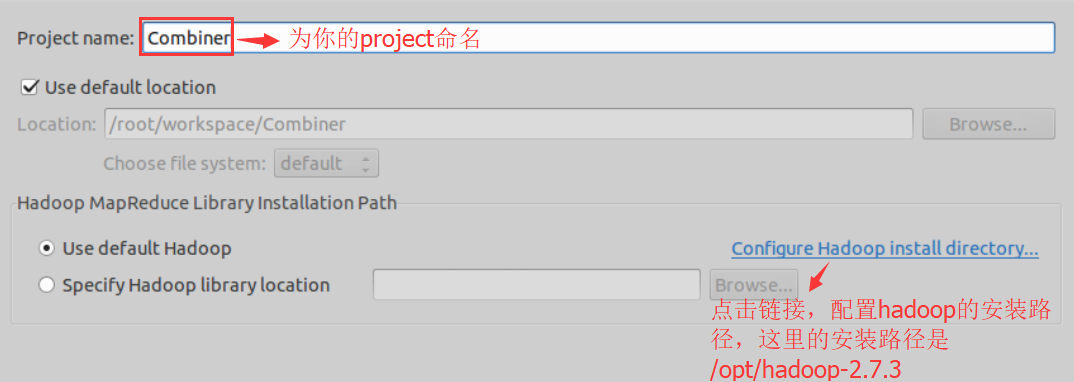 Project name: Combiner 为你的project命名
Use default location
Location: /root/workspace/Combiner Browse...
Choose file system: default
Hadoop MapReduce Library Installation Path
Use default Hadoop Configure Hadoop install directory...
Specify Hadoop library location Browse...
点击链接，配置hadoop的安装路
径，这里的安装路径是
/opt/hadoop-2.7.3